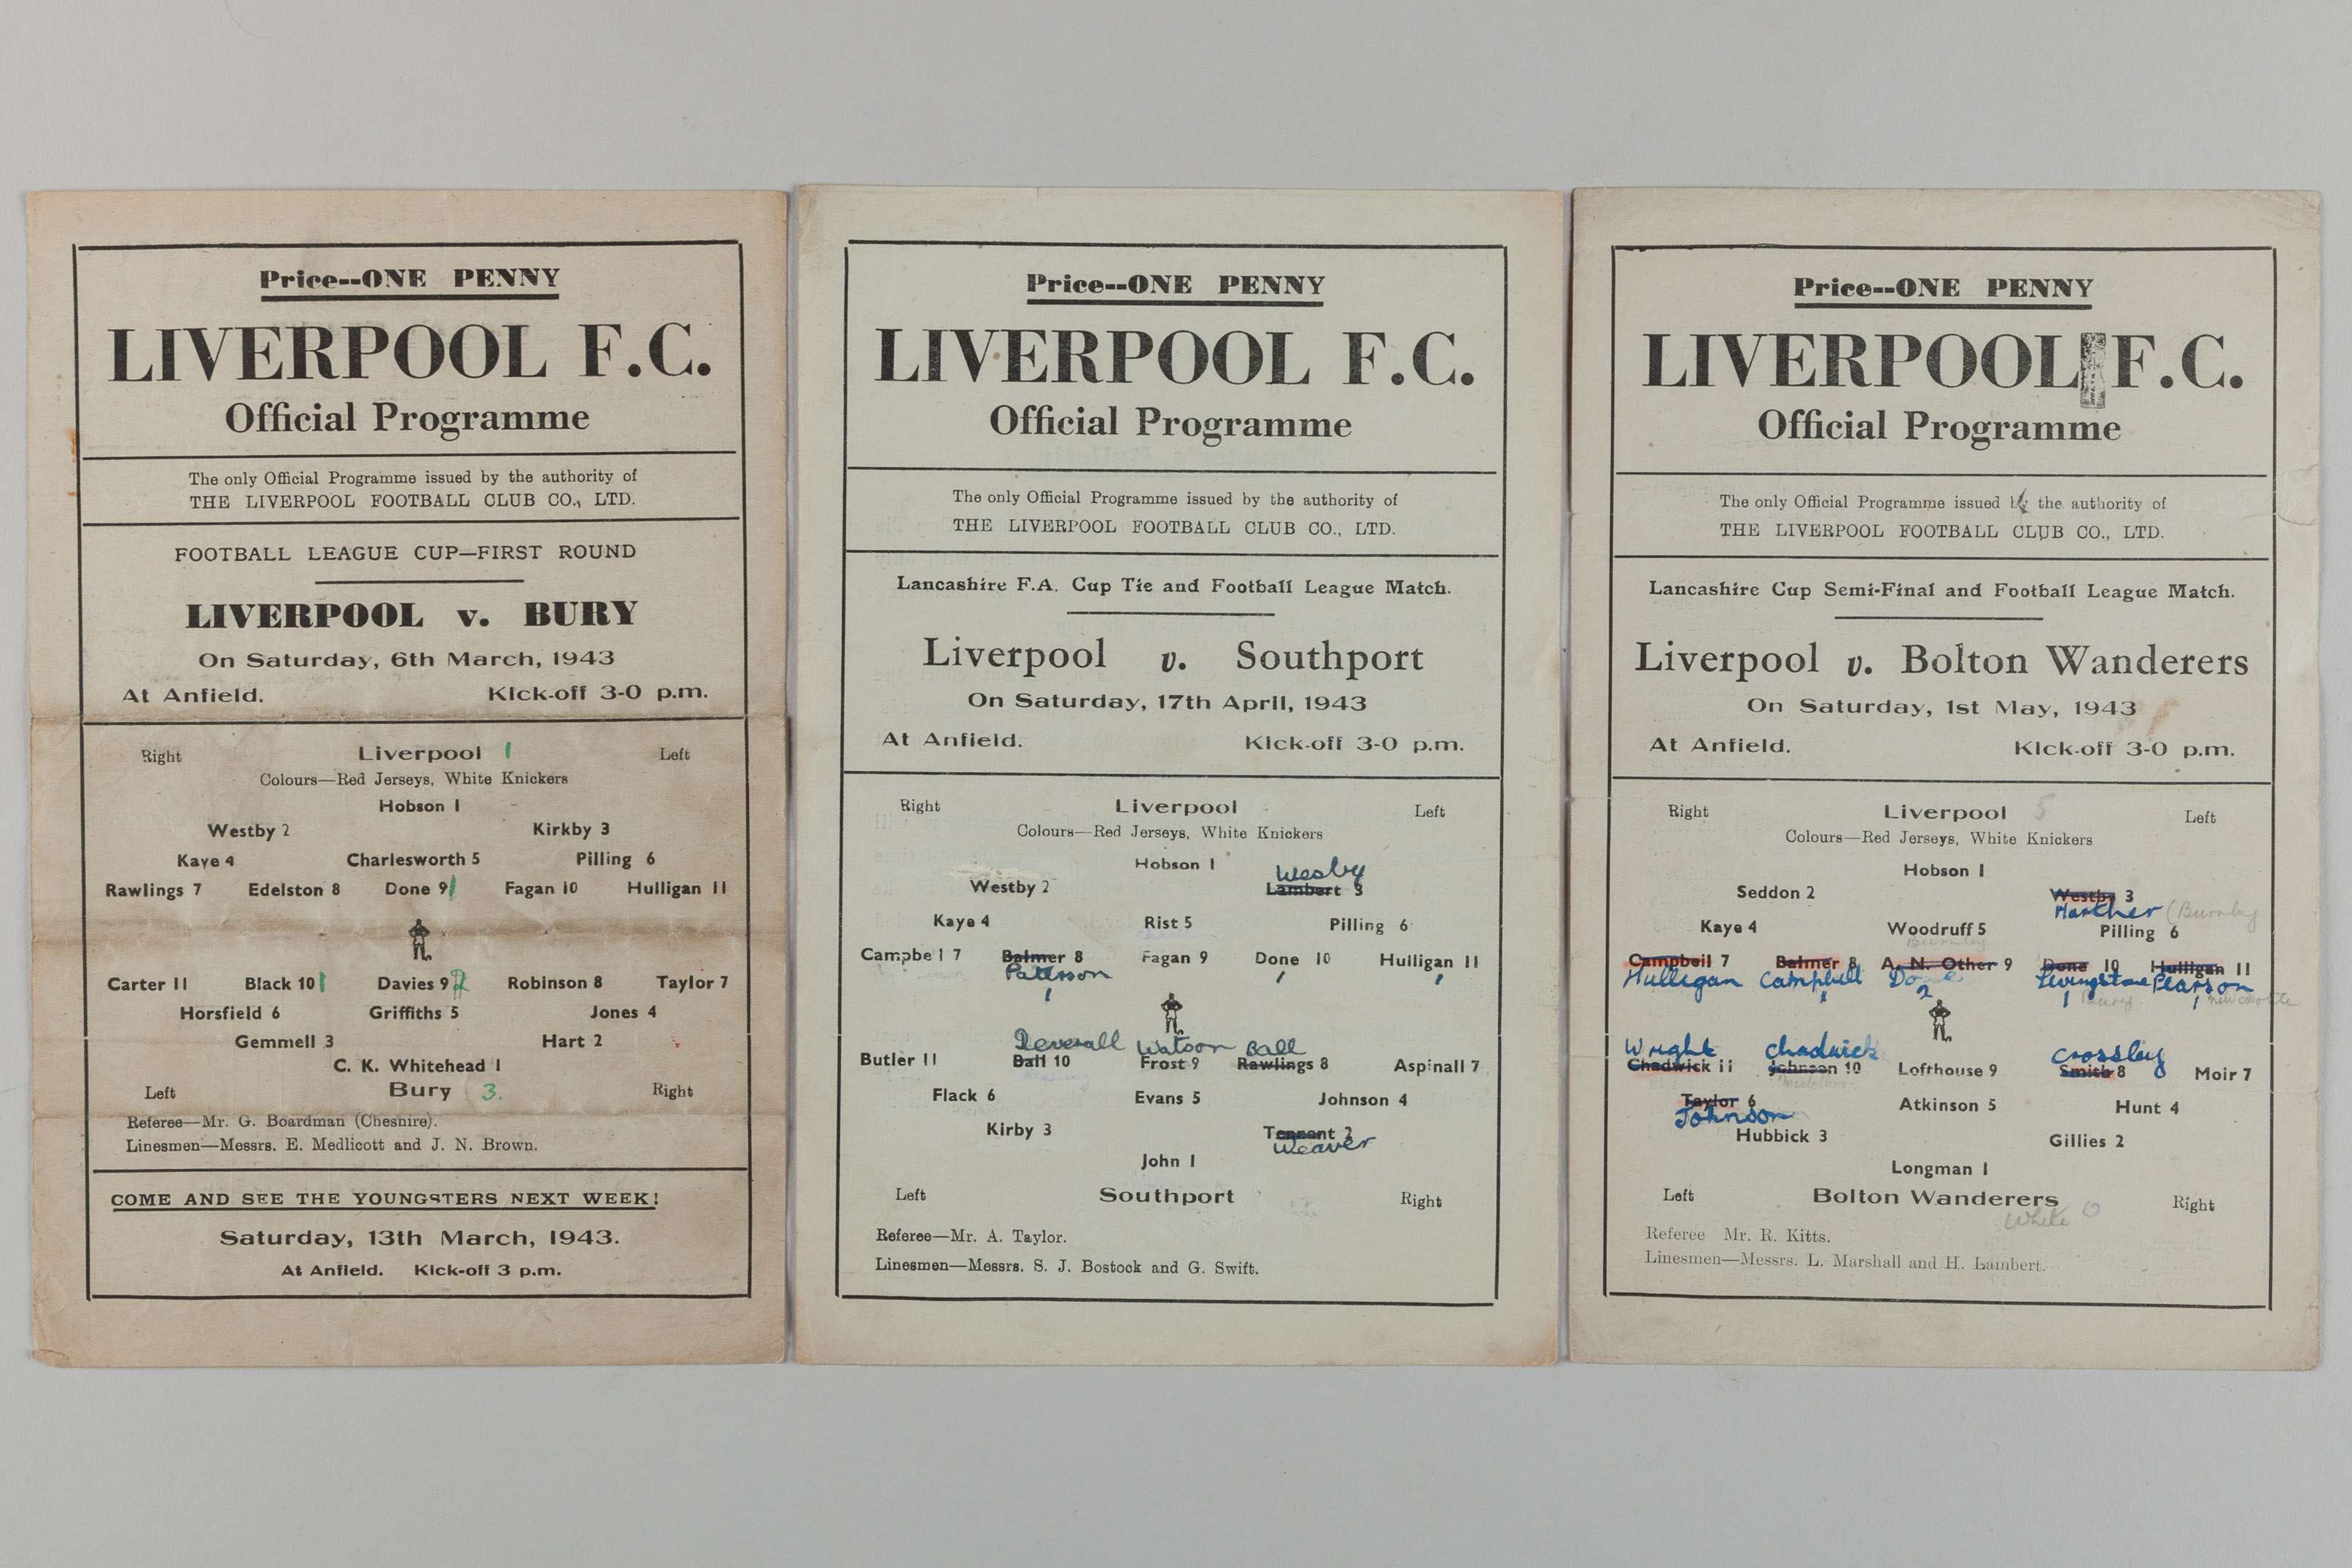 Price--ONE PENNY
LIVERPOOL F.C.
Official Programme
The only Official Programme issued by the authority of
THE LIVERPOOL FOOTBALL CLUB CO., LTD.
FOOTBALL LEAGUE CUP—FIRST ROUND
LIVERPOOL v. BURY
On Saturday, 6th March, 1943
At Anfield. Kick-off 3-0 p.m.
Right Liverpool 1 Left
Colours—Red Jerseys, White Knickers
Hobson 1
Westby 2 Kirkby 3
Kaye 4 Charlesworth 5 Pilling 6
Rawlings 7 Edelston 8 Done 9 1 Fagan 10 Hulligan 11
Carter 11 Black 10 1 Davies 9 2 Robinson 8 Taylor 7
Horsfield 6 Griffiths 5 Jones 4
Gemmell 3 Hart 2
C. K. Whitehead 1
Left Bury 3. Right
Referee—Mr. G. Boardman (Cheshire).
Linesmen—Messrs. E. Medlicott and J. N. Brown.
COME AND SEE THE YOUNGSTERS NEXT WEEK!
Saturday, 13th March, 1943.
At Anfield. Kick-off 3 p.m.
Price--ONE PENNY
LIVERPOOL F.C.
Official Programme
The only Official Programme issued by the authority of
THE LIVERPOOL FOOTBALL CLUB CO., LTD.
Lancashire F.A. Cup Tie and Football League Match.
Liverpool v. Southport
On Saturday, 17th April, 1943
At Anfield. Kick-off 3-0 p.m.
Right Liverpool Left
Colours—Red Jerseys, White Knickers
Hobson 1
Wesby
Westby 2 Lambert 3
Kaye 4 Rist 5 Pilling 6
Campbell 7 Balmer 8 Fagan 9 Done 10 Hulligan 11
Paterson
1 1 1
Deverall Watson Ball
Butler 11 Ball 10 Frost 9 Rawlings 8 Aspinall 7
Flack 6 Evans 5 Johnson 4
Kirby 3 Tennant 2
Weaver
John 1
Left Southport Right
Referee—Mr. A. Taylor.
Linesmen—Messrs. S. J. Bostock and G. Swift.
Price--ONE PENNY
LIVERPOOL F.C.
Official Programme
The only Official Programme issued by the authority of
THE LIVERPOOL FOOTBALL CLUB CO., LTD.
Lancashire Cup Semi-Final and Football League Match.
Liverpool v. Bolton Wanderers
On Saturday, 1st May, 1943
At Anfield. Kick-off 3-0 p.m.
Right Liverpool 5 Left
Colours—Red Jerseys, White Knickers
Hobson 1
Seddon 2 Westby 3
(Burnley
Kaye 4 Woodruff 5 Pilling 6
Burnley
Campbell 7 Balmer 8 A. N. Other 9 Done 10 Hulligan 11
Hulligan Campbell Done Livingstone Pearson
2 1 Bury 1 Newcastle
Wright Chadwick Crossley
Chadwick 11 Johnson 10 Lofthouse 9 Smith 8 Moir 7
Taylor 6 Atkinson 5 Hunt 4
Johnson
Hubbick 3 Gillies 2
Longman 1
Left Bolton Wanderers Right
White 0
Referee Mr. R. Kitts.
Linesmen—Messrs. L. Marshall and H. Lambert.